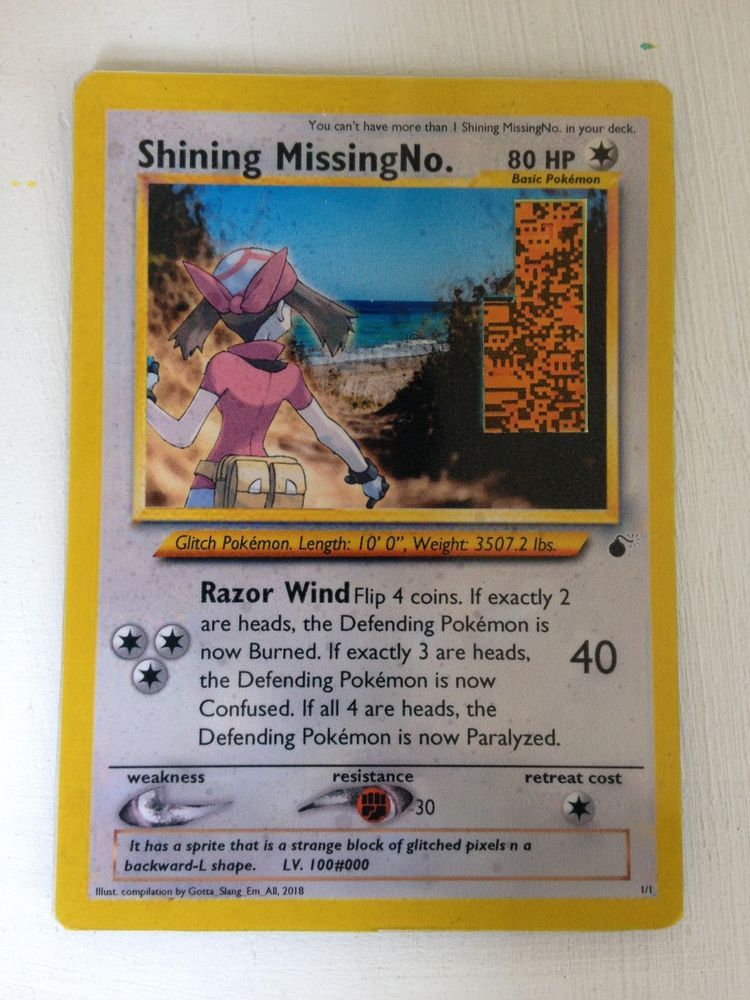 You can't have more than 1 Shining MissingNo. in your deck.
Shining MissingNo. 80 HP
Basic Pokémon
Glitch Pokémon. Length: 10' 0", Weight: 3507.2 lbs.
Razor Wind Flip 4 coins. If exactly 2
are heads, the Defending Pokémon is
now Burned. If exactly 3 are heads,
the Defending Pokémon is now
Confused. If all 4 are heads, the
Defending Pokémon is now Paralyzed.
40
weakness resistance retreat cost
-30
It has a sprite that is a strange block of glitched pixels n a
backward-L shape. LV. 100#000
Illust. compilation by Gotta_Slang_Em_All, 2018 1/1